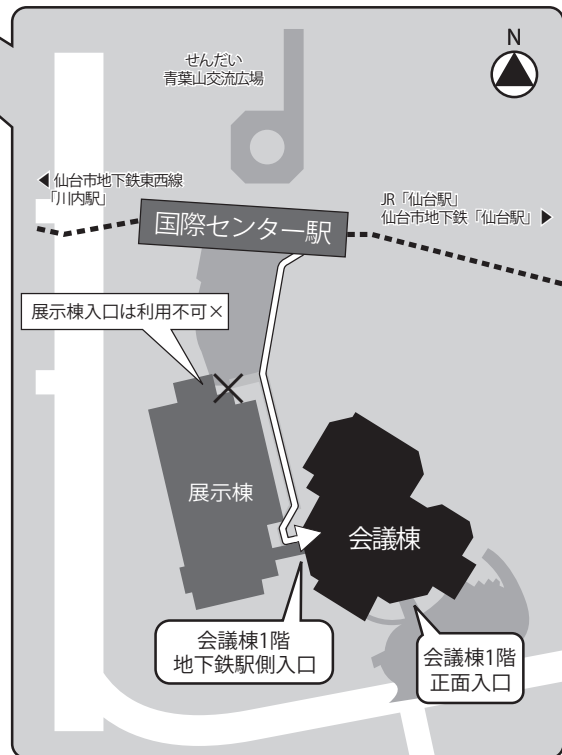 N
せんだい
青葉山交流広場
◀ 仙台市地下鉄東西線
「川内駅」
JR「仙台駅」
仙台市地下鉄「仙台駅」▶
国際センター駅
展示棟入口は利用不可×
展示棟
会議棟
会議棟1階
地下鉄駅側入口
会議棟1階
正面入口